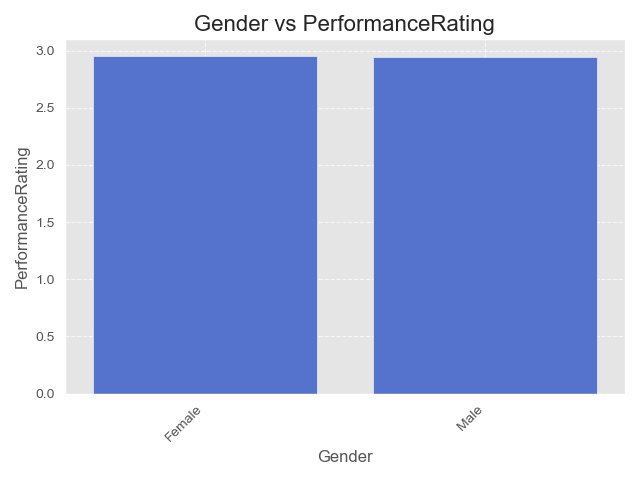 Gender vs PerformanceRating
3.0
2.5
2.0
1.5
1.0
0.5
0.0
PerformanceRating
Female
Male
Gender